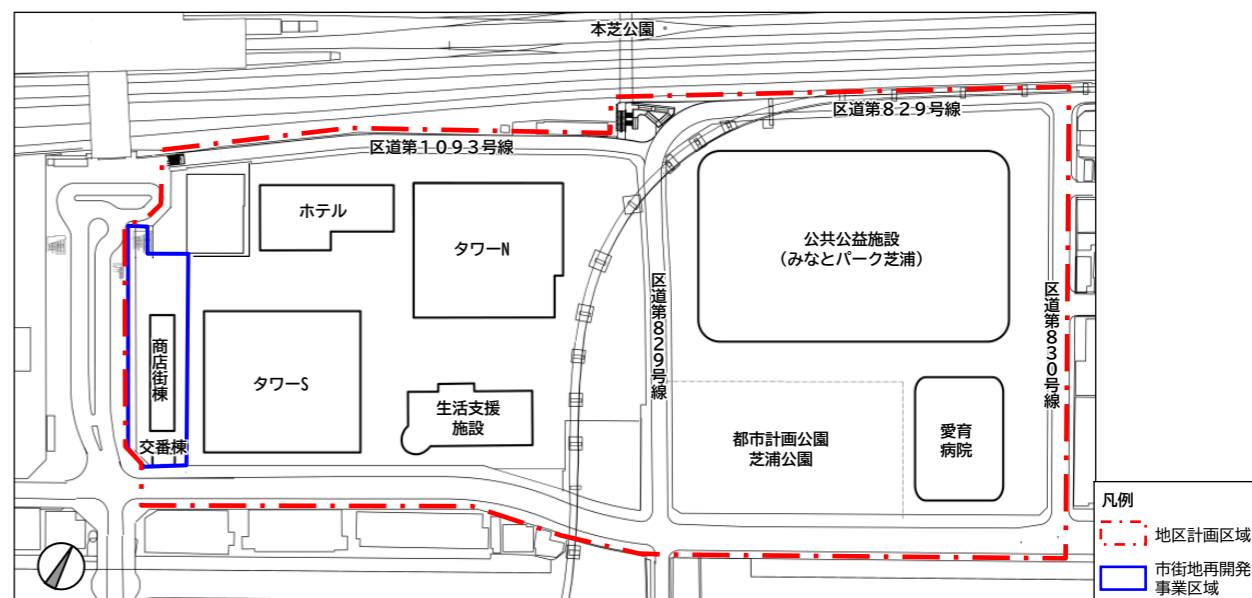 本芝公園
区道第829号線
区道第1093号線
ホテル
タワーN
公共公益施設
(みなとパーク芝浦)
区道第829号線
区道第830号線
商店街棟
タワーS
生活支援
施設
交番棟
都市計画公園
芝浦公園
愛育
病院
凡例
地区計画区域
市街地再開発
事業区域